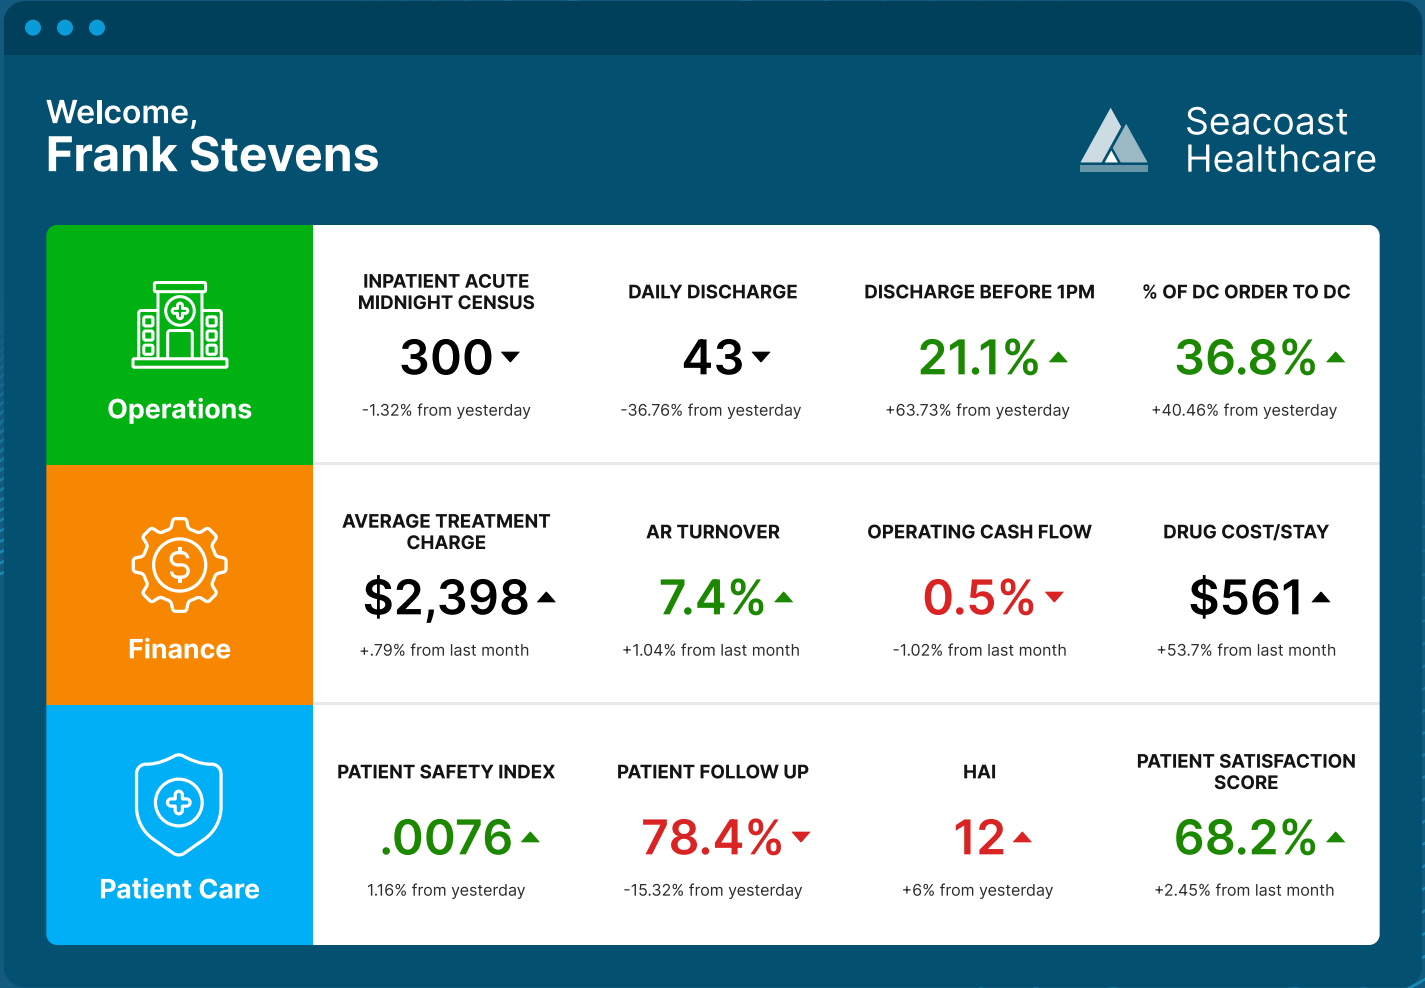 Welcome,
Frank Stevens
Seacoast
Healthcare
Operations
INPATIENT ACUTE
MIDNIGHT CENSUS
300
-1.32% from yesterday
DAILY DISCHARGE
43
-36.76% from yesterday
DISCHARGE BEFORE 1PM
21.1%
+63.73% from yesterday
% OF DC ORDER TO DC
36.8%
+40.46% from yesterday
Finance
AVERAGE TREATMENT
CHARGE
$2,398
+.79% from last month
AR TURNOVER
7.4%
+1.04% from last month
OPERATING CASH FLOW
0.5%
-1.02% from last month
DRUG COST/STAY
$561
+53.7% from last month
Patient Care
PATIENT SAFETY INDEX
.0076
1.16% from yesterday
PATIENT FOLLOW UP
78.4%
-15.32% from yesterday
HAI
12
+6% from yesterday
PATIENT SATISFACTION
SCORE
68.2%
+2.45% from last month